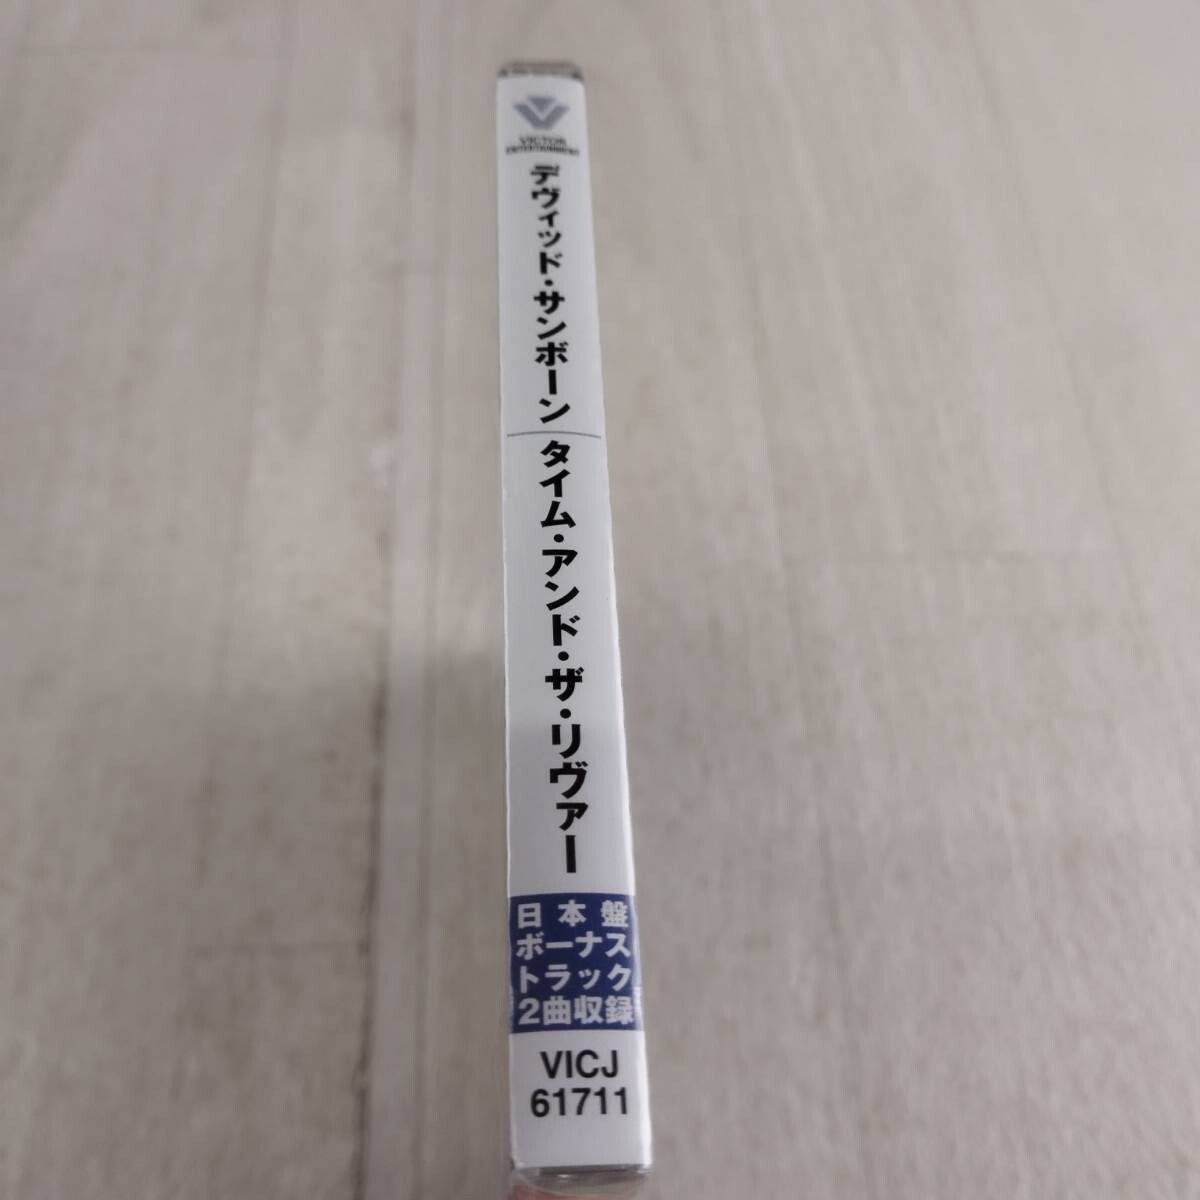 VICTOR
ENTERTAINMENT
デヴィッド・サンボーン
タイム・アンド・ザ・リヴァー
日本盤
ボーナス
トラック
2曲収録
VICJ
61711